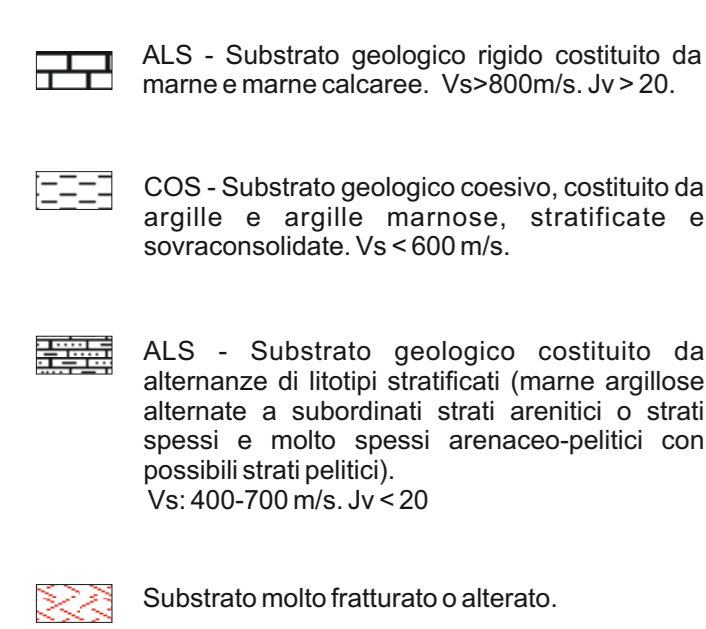 ALS - Substrato geologico rigido costituito da
marne e marne calcaree. Vs>800m/s. Jv > 20.
COS - Substrato geologico coesivo, costituito da
argille e argille marnose, stratificate e
sovraconsolidate. Vs < 600 m/s.
ALS - Substrato geologico costituito da
alternanze di litotipi stratificati (marne argillose
alternate a subordinati strati arenitici o strati
spessi e molto spessi arenaceo-pelitici con
possibili strati pelitici).
Vs: 400-700 m/s. Jv < 20
Substrato molto fratturato o alterato.